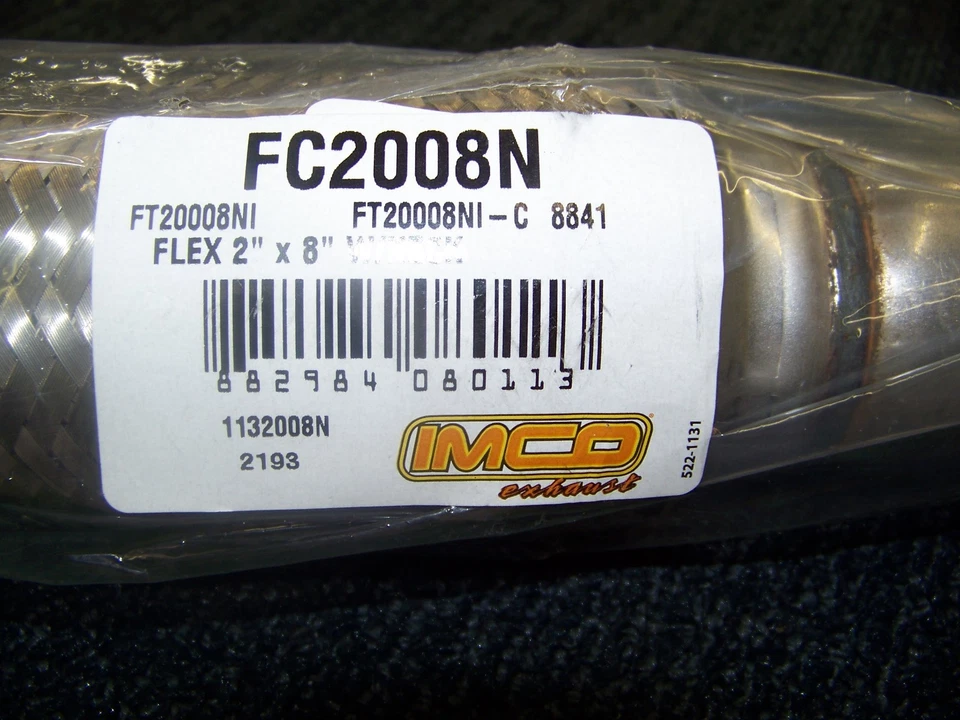 FC2008N
FT20008NI FT20008NI-C 8841
FLEX 2" x 8"
882984 080113
1132008N
2193
IMCO
exhaust
522-1131